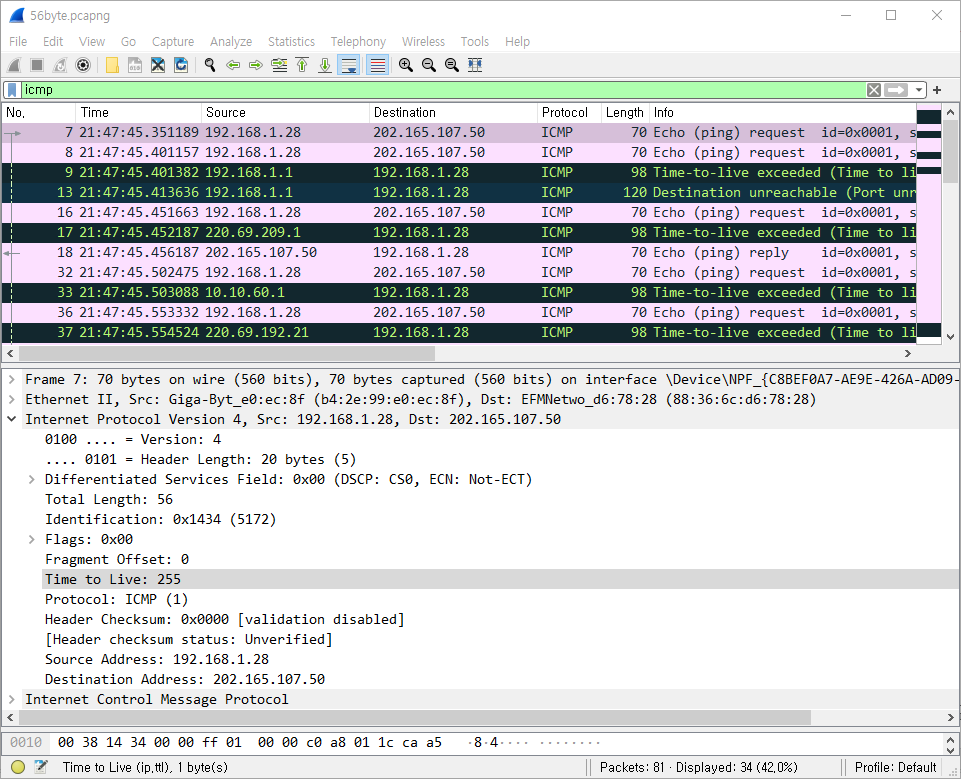 56byte.pcapng
File Edit View Go Capture Analyze Statistics Telephony Wireless Tools Help
icmp
No. Time Source Destination Protocol Length Info
7 21:47:45.351189 192.168.1.28 202.165.107.50 ICMP 70 Echo (ping) request id=0x0001, s
8 21:47:45.401157 192.168.1.28 202.165.107.50 ICMP 70 Echo (ping) request id=0x0001, s
9 21:47:45.401382 192.168.1.1 192.168.1.28 ICMP 98 Time-to-live exceeded (Time to li
13 21:47:45.413636 192.168.1.1 192.168.1.28 ICMP 120 Destination unreachable (Port unr
16 21:47:45.451663 192.168.1.28 202.165.107.50 ICMP 70 Echo (ping) request id=0x0001, s
17 21:47:45.452187 220.69.209.1 192.168.1.28 ICMP 98 Time-to-live exceeded (Time to li
18 21:47:45.456187 202.165.107.50 192.168.1.28 ICMP 70 Echo (ping) reply id=0x0001, s
32 21:47:45.502475 192.168.1.28 202.165.107.50 ICMP 70 Echo (ping) request id=0x0001, s
33 21:47:45.503088 10.10.60.1 192.168.1.28 ICMP 98 Time-to-live exceeded (Time to li
36 21:47:45.553332 192.168.1.28 202.165.107.50 ICMP 70 Echo (ping) request id=0x0001, s
37 21:47:45.554524 220.69.192.21 192.168.1.28 ICMP 98 Time-to-live exceeded (Time to li
Frame 7: 70 bytes on wire (560 bits), 70 bytes captured (560 bits) on interface \Device\NPF_{C8BEF0A7-AE9E-426A-AD09-
Ethernet II, Src: Giga-Byt_e0:ec:8f (b4:2e:99:e0:ec:8f), Dst: EFMNetwo_d6:78:28 (88:36:6c:d6:78:28)
Internet Protocol Version 4, Src: 192.168.1.28, Dst: 202.165.107.50
0100 .... = Version: 4
.... 0101 = Header Length: 20 bytes (5)
Differentiated Services Field: 0x00 (DSCP: CS0, ECN: Not-ECT)
Total Length: 56
Identification: 0x1434 (5172)
Flags: 0x00
Fragment Offset: 0
Time to Live: 255
Protocol: ICMP (1)
Header Checksum: 0x0000 [validation disabled]
[Header checksum status: Unverified]
Source Address: 192.168.1.28
Destination Address: 202.165.107.50
Internet Control Message Protocol
0010 00 38 14 34 00 00 ff 01 00 00 c0 a8 01 1c ca a5 ·8·4···· ········
Time to Live (ip.ttl), 1 byte(s) Packets: 81 · Displayed: 34 (42.0%) Profile: Default